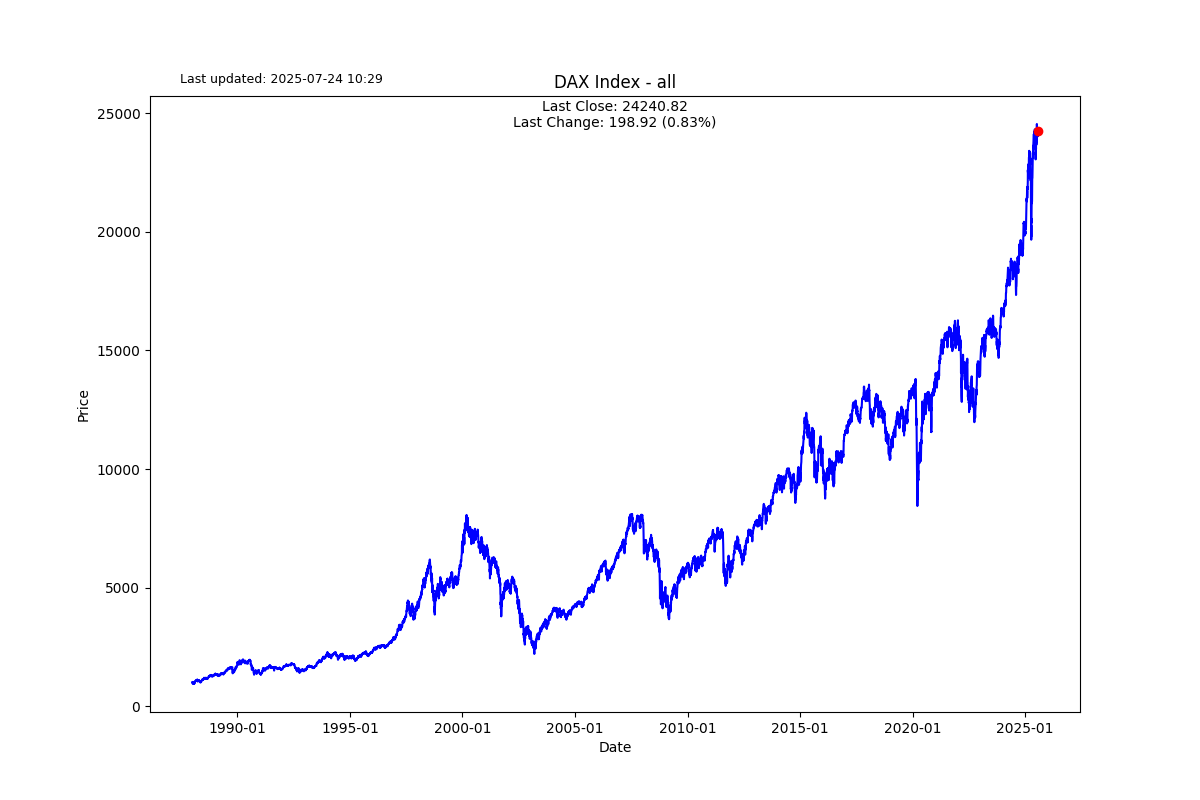 Last updated: 2025-07-24 10:29
DAX Index - all
Last Close: 24240.82
Last Change: 198.92 (0.83%)
25000
20000
15000
10000
5000
0
Price
1990-01
1995-01
2000-01
2005-01
2010-01
2015-01
2020-01
2025-01
Date